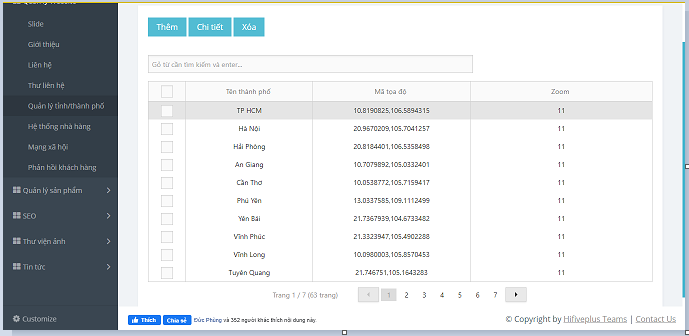 Quản lý Website
Slide
Giới thiệu
Liên hệ
Thư liên hệ
Quản lý tỉnh/thành phố
Hệ thống nhà hàng
Mạng xã hội
Phản hồi khách hàng
Quản lý sản phẩm
SEO
Thư viện ảnh
Tin tức
Customize
Thêm Chi tiết Xóa
Gõ từ cần tìm kiếm và enter...
Tên thành phố Mã tọa độ Zoom
TP HCM 10.8190825,106.5894315 11
Hà Nội 20.9670209,105.7041257 11
Hải Phòng 20.8184401,106.5358498 11
An Giang 10.7079892,105.0332401 11
Cần Thơ 10.0538772,105.7159417 11
Phú Yên 13.0337585,109.1112499 11
Yên Bái 21.7367939,104.6733482 11
Vĩnh Phúc 21.3323947,105.4902288 11
Vĩnh Long 10.0980003,105.8570453 11
Tuyên Quang 21.746751,105.1643283 11
Trang 1 / 7 (63 trang) 1 2 3 4 5 6 7
Thích Chia sẻ Đức Phùng và 352 người khác thích nội dung này.
© Copyright by Hifiveplus Teams | Contact Us